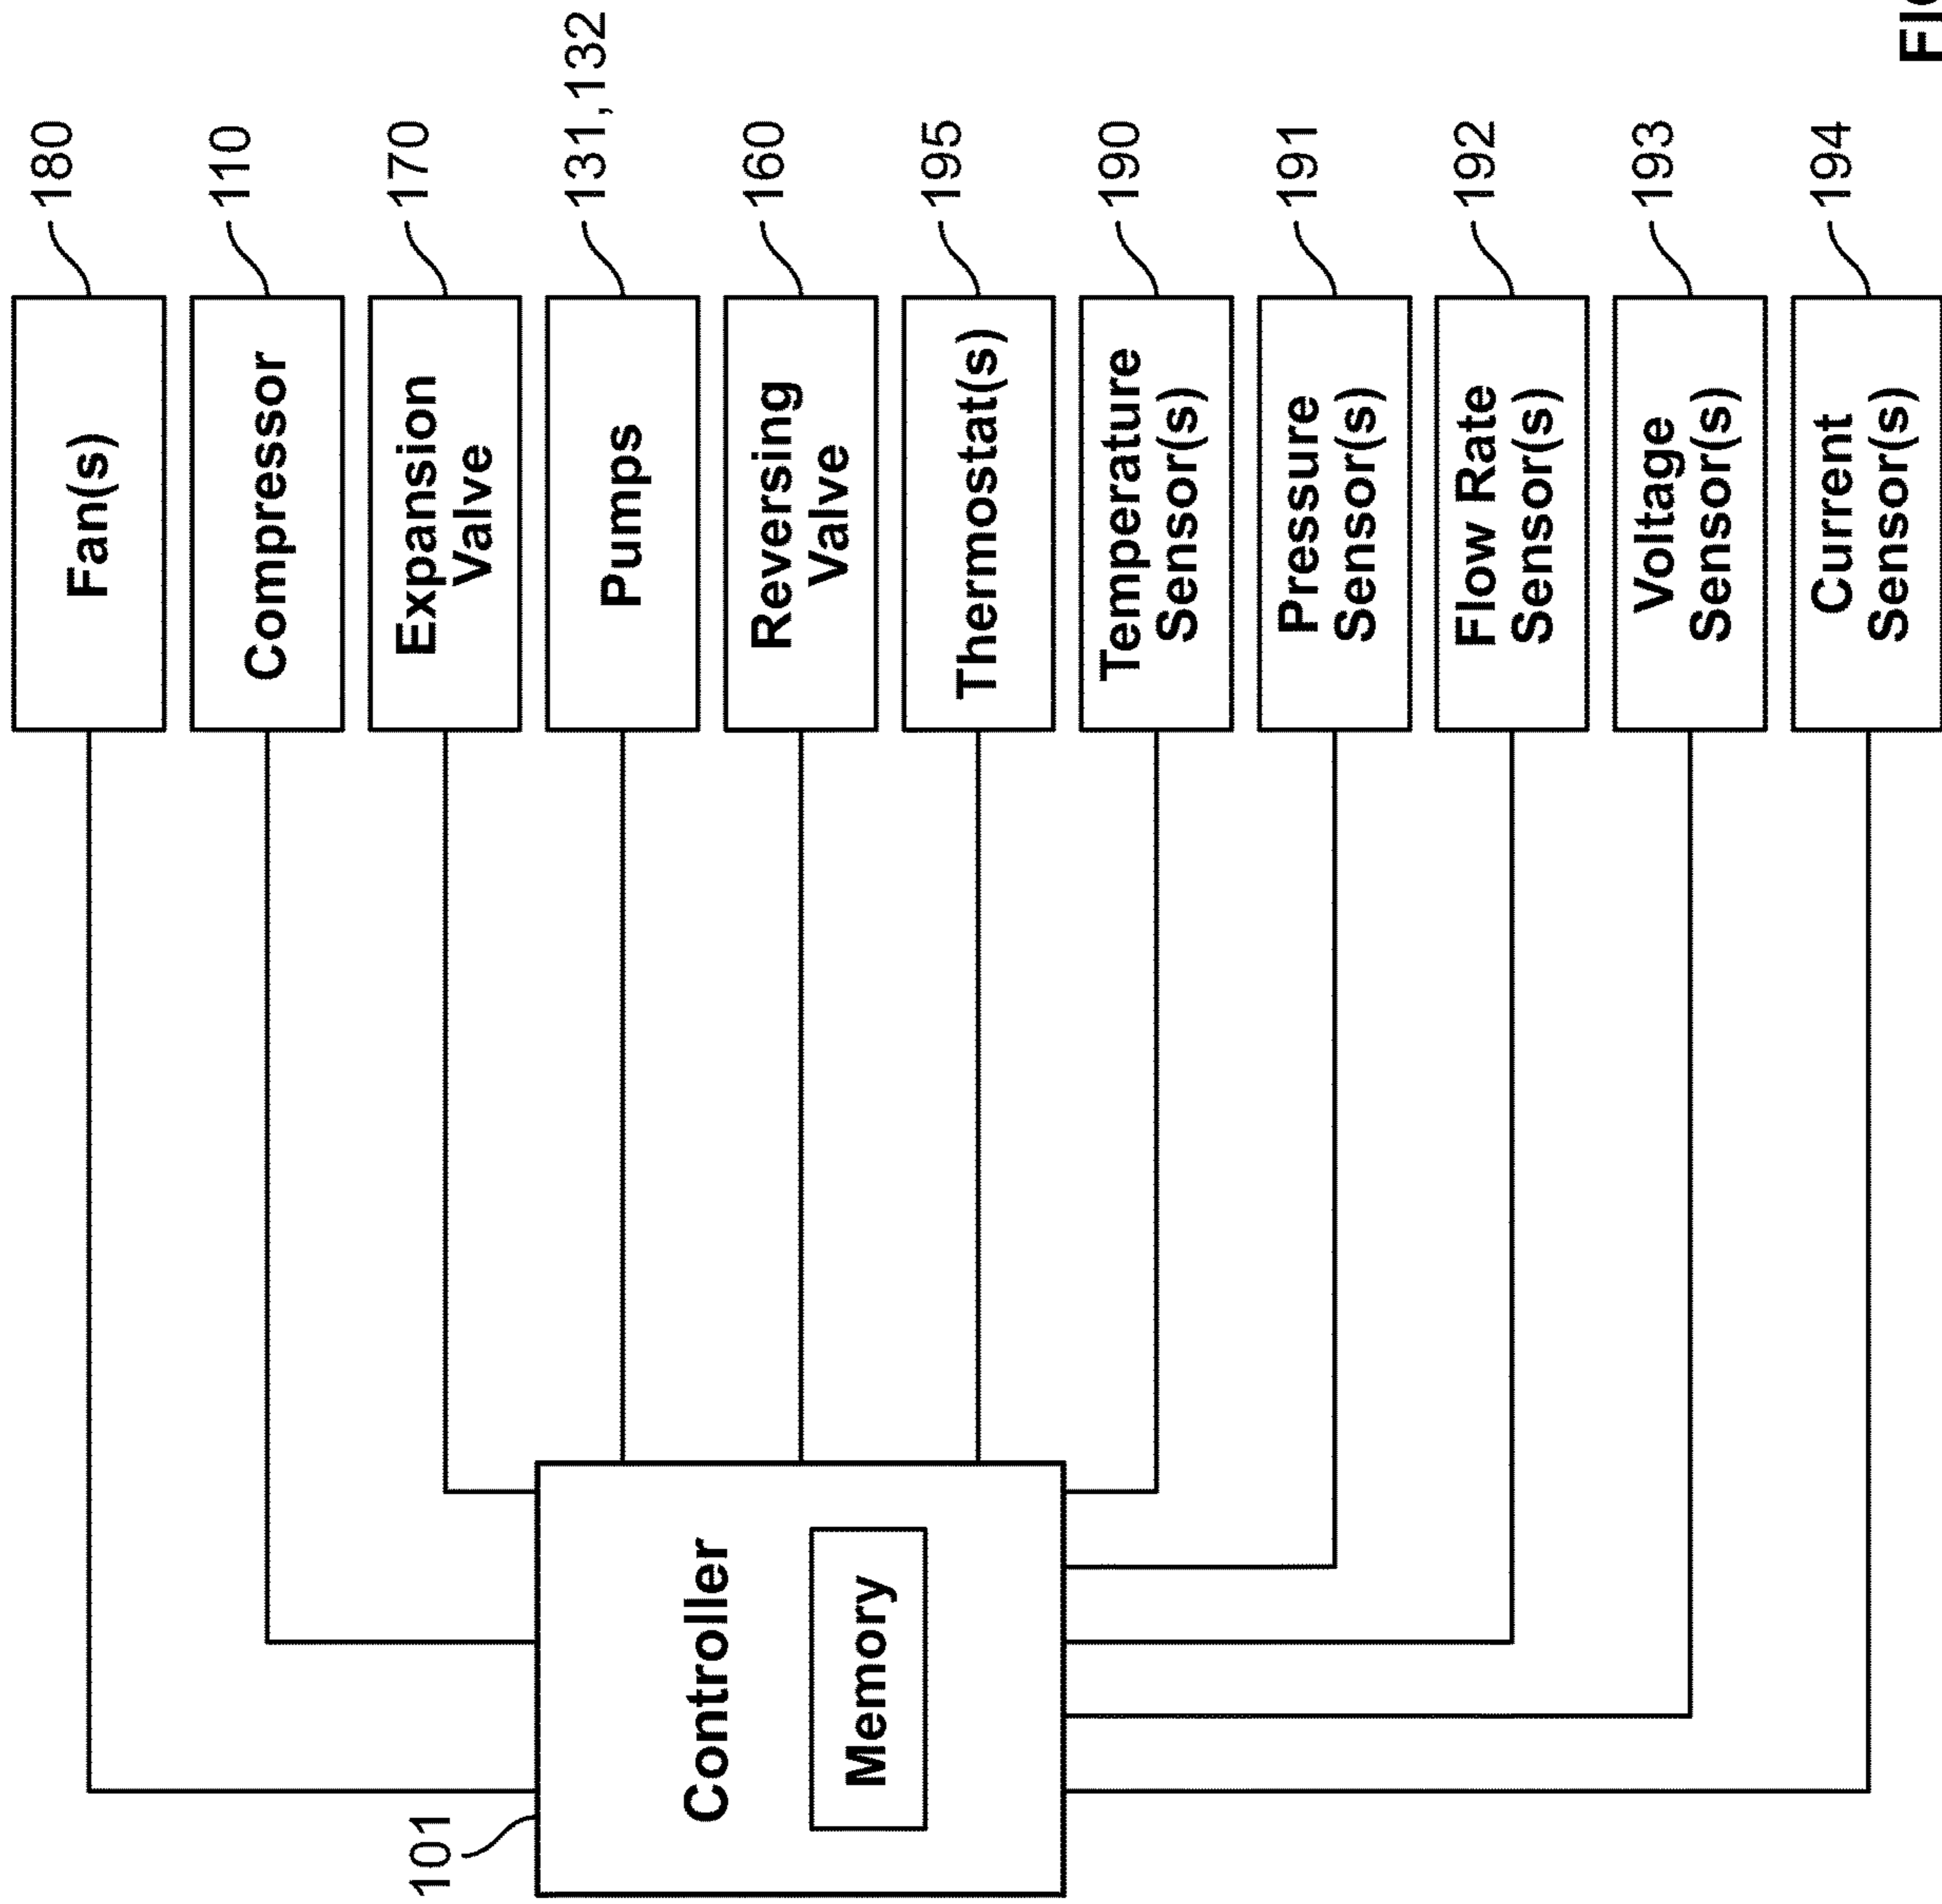 Fan(s)
180
Compressor
110
Expansion
Valve
170
Pumps
131,132
Reversing
Valve
160
Thermostat(s)
195
Temperature
Sensor(s)
190
Pressure
Sensor(s)
191
Flow Rate
Sensor(s)
192
Voltage
Sensor(s)
193
Current
Sensor(s)
194
101
Controller
Memory